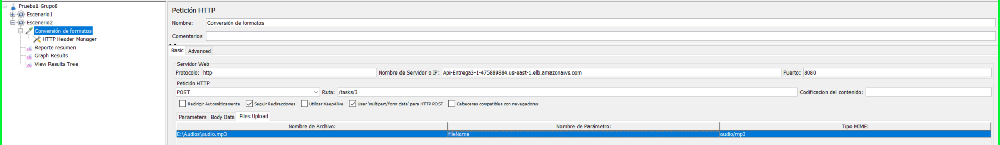 Prueba1-Grupo8
Escenario1
Escenerio2
Conversión de formatos
HTTP Header Manager
Reporte resumen
Graph Results
View Results Tree
Petición HTTP
Nombre: Conversión de formatos
Comentarios
Basic Advanced
Servidor Web
Protocolo: http Nombre de Servidor o IP: Api-Entrega3-1-475889884.us-east-1.elb.amazonaws.com Puerto: 8080
Petición HTTP
POST Ruta: /tasks/3 Codificacíon del contenido:
Redirigir Automáticamente Seguir Redirecciones Utilizar KeepAlive Usar 'multipart/form-data' para HTTP POST Cabeceras compatibles con navegadores
Parameters Body Data Files Upload
Nombre de Archivo: Nombre de Parámetro: Tipo MIME:
E:\Audios\audio.mp3 fileName audio/mp3